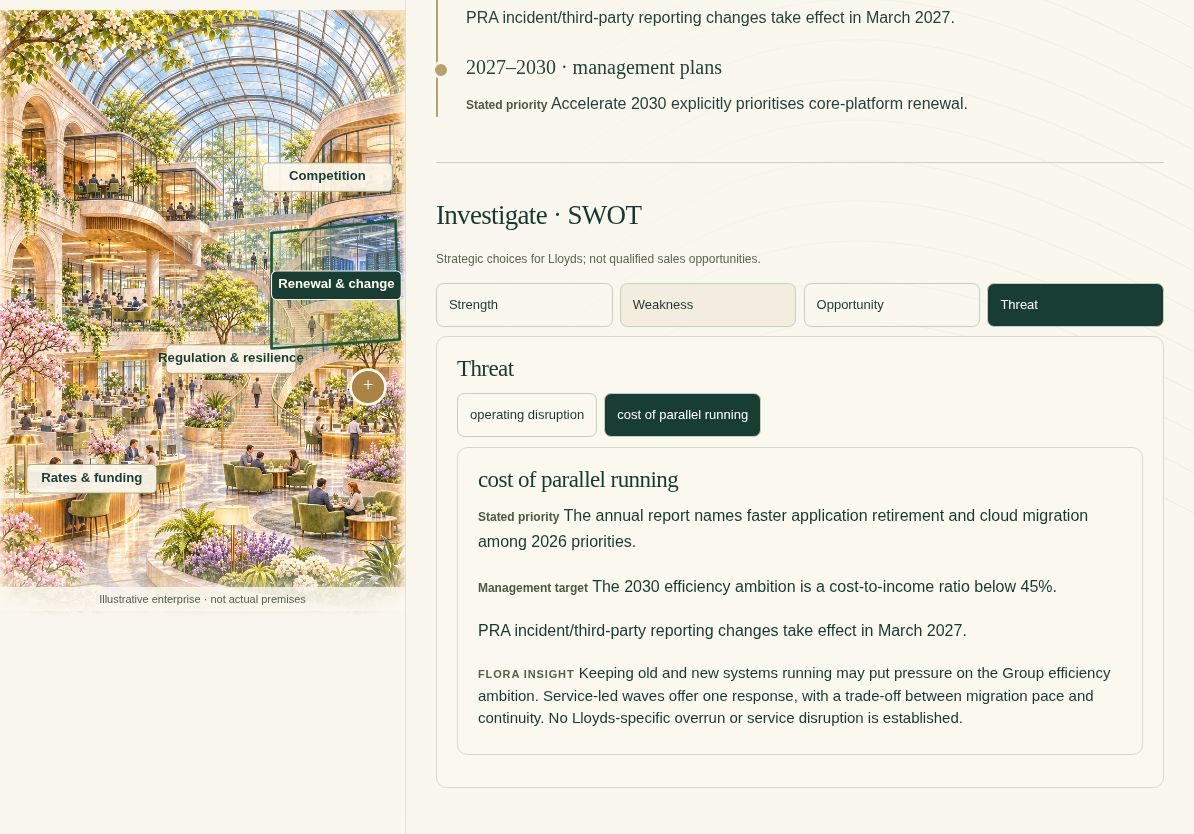 Competition
Renewal & change
Regulation & resilience
+
Rates & funding
Illustrative enterprise · not actual premises
PRA incident/third-party reporting changes take effect in March 2027.
2027–2030 · management plans
Stated priority Accelerate 2030 explicitly prioritises core-platform renewal.
Investigate · SWOT
Strategic choices for Lloyds; not qualified sales opportunities.
Strength
Weakness
Opportunity
Threat
Threat
operating disruption
cost of parallel running
cost of parallel running
Stated priority The annual report names faster application retirement and cloud migration
among 2026 priorities.
Management target The 2030 efficiency ambition is a cost-to-income ratio below 45%.
PRA incident/third-party reporting changes take effect in March 2027.
FLORA INSIGHT Keeping old and new systems running may put pressure on the Group efficiency
ambition. Service-led waves offer one response, with a trade-off between migration pace and
continuity. No Lloyds-specific overrun or service disruption is established.